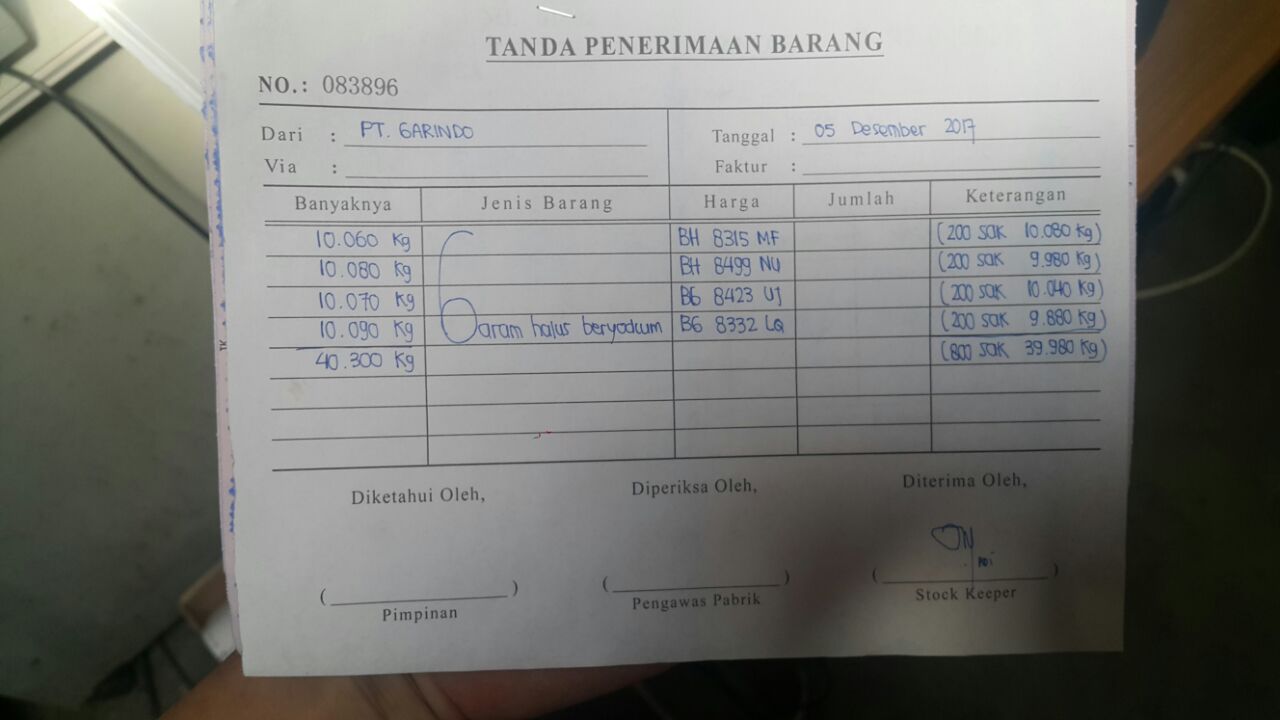 TANDA PENERIMAAN BARANG
NO.: 083896
Dari : PT. GARINDO
Tanggal : 05 Desember 2017
Via :
Faktur :
Banyaknya Jenis Barang Harga Jumlah Keterangan
10.060 Kg BH 8315 MF (200 sak 10.080 Kg)
10.080 Kg BH 8499 NU (200 sak 9.980 Kg)
10.070 Kg BG 8423 UJ (200 sak 10.040 Kg)
10.090 Kg Garam halus beryodium BG 8332 LQ (200 sak 9.880 Kg)
40.300 Kg (800 sak 39.980 Kg)
Diketahui Oleh, Diperiksa Oleh, Diterima Oleh,
( ) ( ) ( )
Pimpinan Pengawas Pabrik Stock Keeper